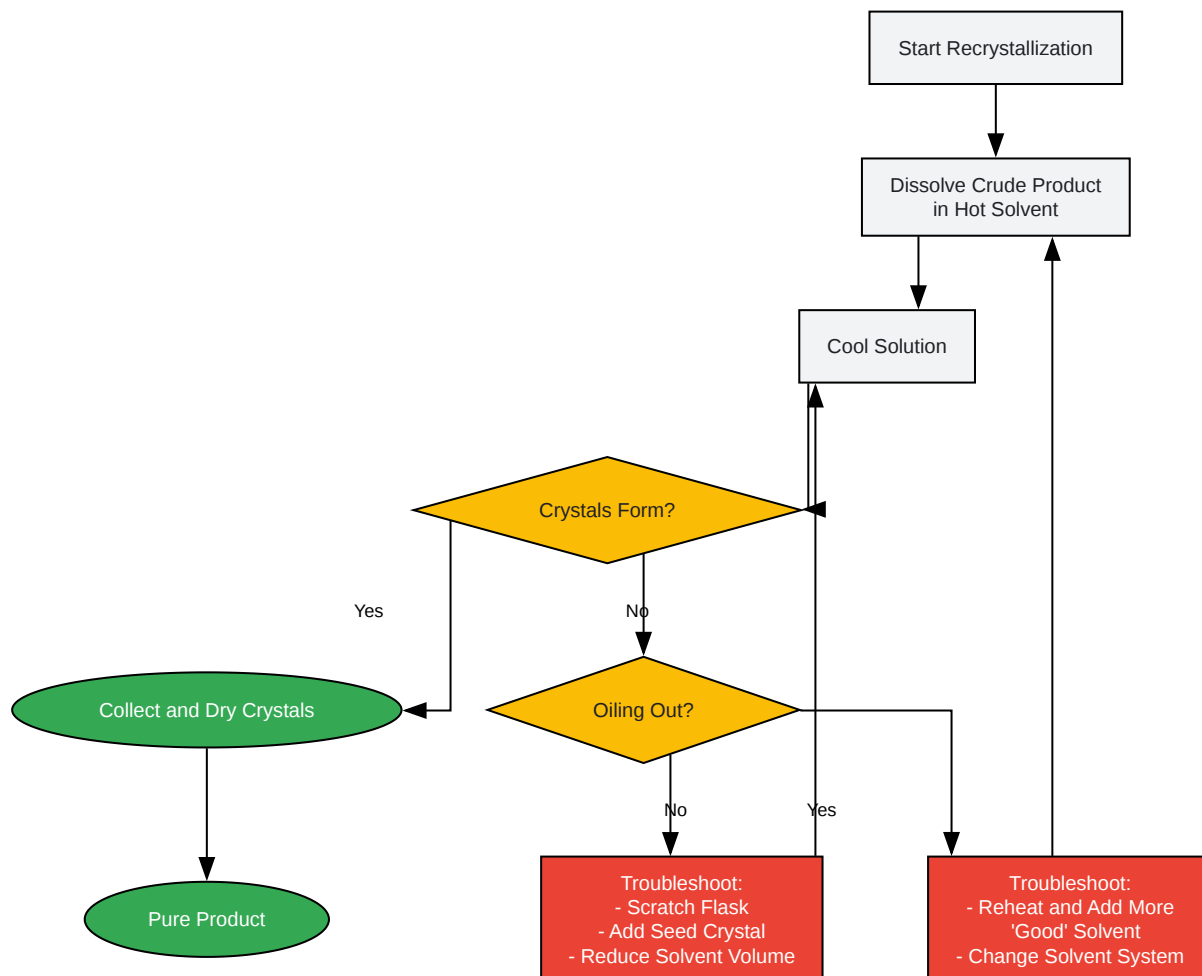 Start Recrystallization
Dissolve Crude Product
in Hot Solvent
Cool Solution
Crystals Form?
Yes
No
Collect and Dry Crystals
Oiling Out?
No
Yes
Pure Product
Troubleshoot:
- Scratch Flask
- Add Seed Crystal
- Reduce Solvent Volume
Troubleshoot:
- Reheat and Add More
'Good' Solvent
- Change Solvent System